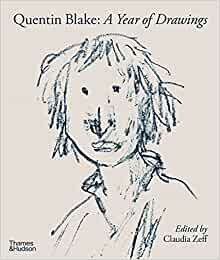 Quentin Blake: A Year of Drawings
Edited by
Claudia Zeff
Thames
&Hudson